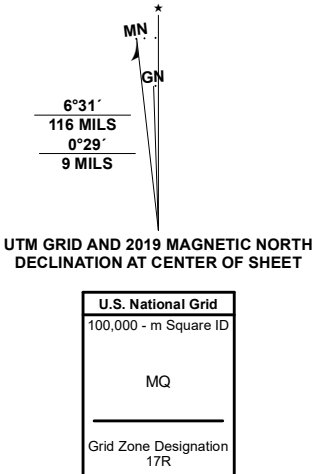 ★
MN
GN
6°31´
116 MILS
0°29´
9 MILS
UTM GRID AND 2019 MAGNETIC NORTH
DECLINATION AT CENTER OF SHEET
U.S. National Grid
100,000 - m Square ID
MQ
Grid Zone Designation
17R